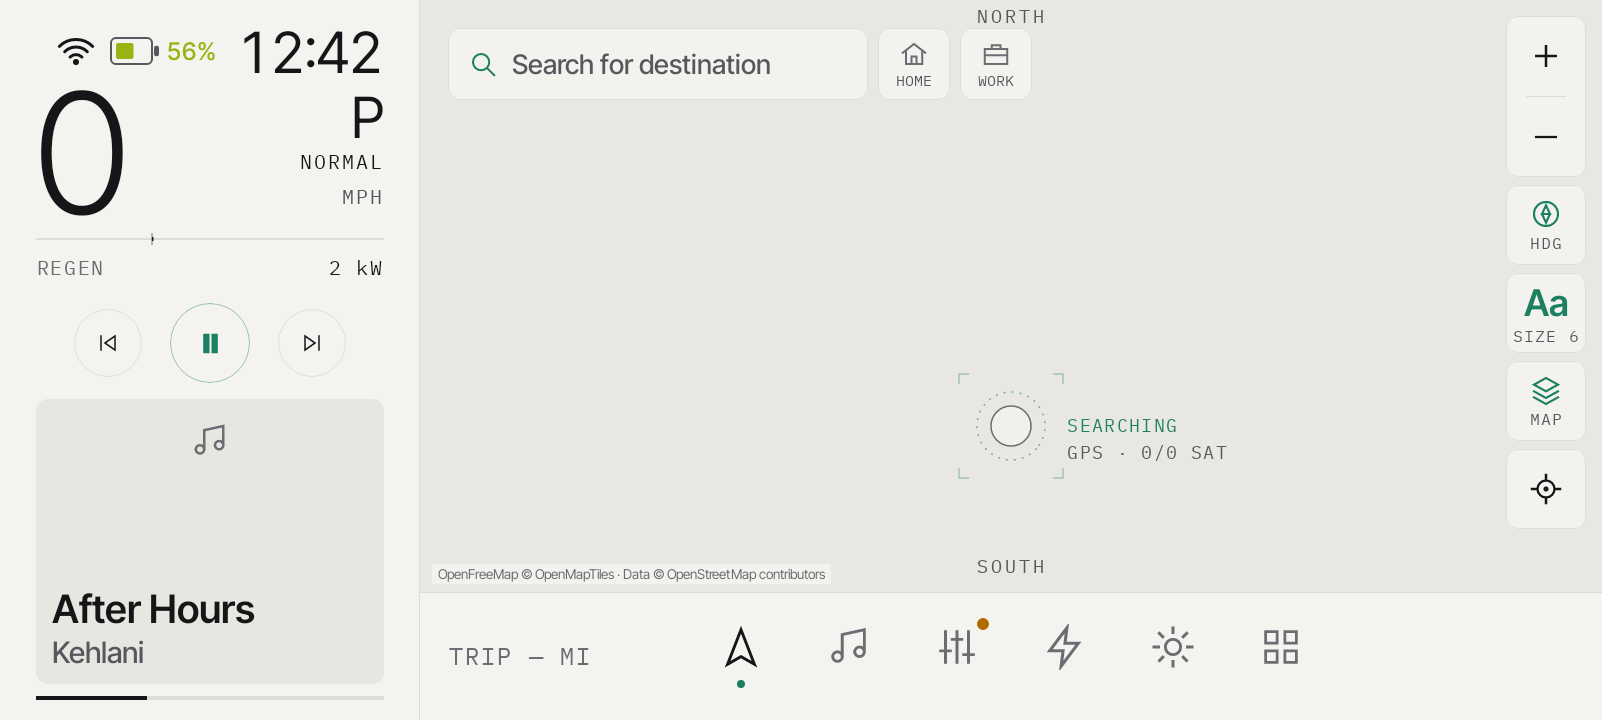 56%
12:42
0
P
NORMAL
MPH
REGEN
2 kW
After Hours
Kehlani
NORTH
Search for destination
HOME
WORK
HDG
Aa
SIZE 6
MAP
SEARCHING
GPS · 0/0 SAT
SOUTH
OpenFreeMap © OpenMapTiles · Data © OpenStreetMap contributors
TRIP — MI